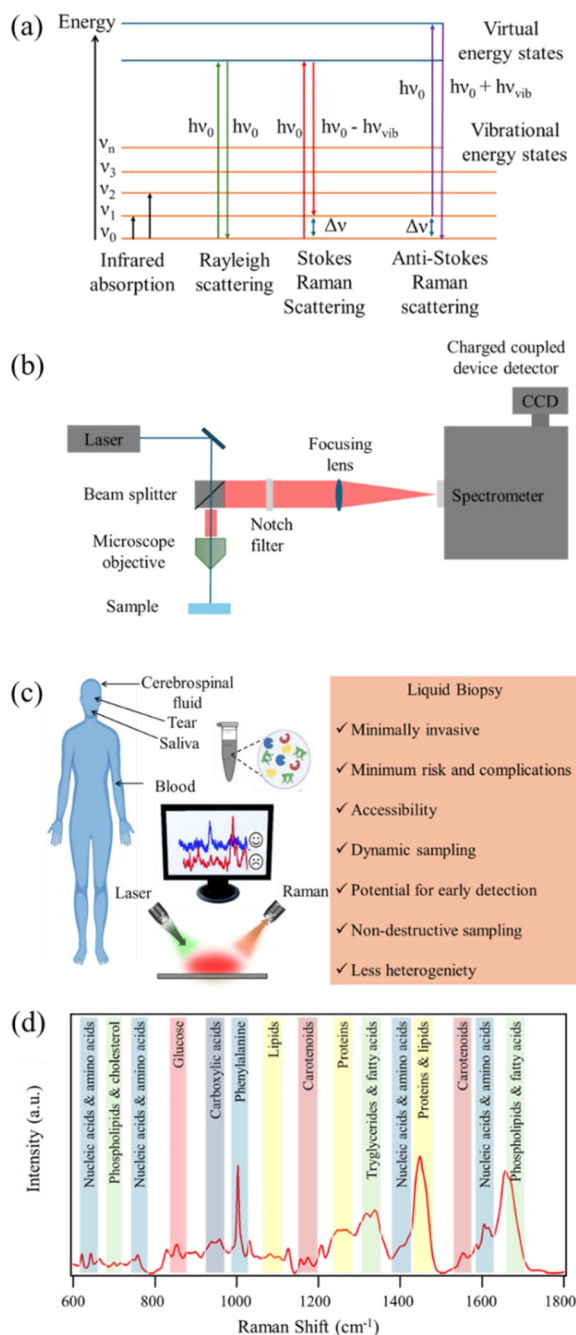 (a)
Energy
Virtual
energy states
hν0
hν0
hν0
hν0 - hνvib
hν0
hν0 + hνvib
Vibrational
energy states
νn
ν3
ν2
ν1
ν0
Δν
Δν
Infrared
absorption
Rayleigh
scattering
Stokes
Raman
Scattering
Anti-Stokes
Raman
scattering
(b)
Charged coupled
device detector
CCD
Laser
Focusing
lens
Beam splitter
Spectrometer
Notch
filter
Microscope
objective
Sample
(c)
Cerebrospinal
fluid
Tear
Saliva
Blood
Laser
Raman
Liquid Biopsy
✓ Minimally invasive
✓ Minimum risk and complications
✓ Accessibility
✓ Dynamic sampling
✓ Potential for early detection
✓ Non-destructive sampling
✓ Less heterogeniety
(d)
Nucleic acids & amino acids
Phospholipids & cholesterol
Nucleic acids & amino acids
Glucose
Carboxylic acids
Phenylalanine
Lipids
Carotenoids
Proteins
Tryglycerides & fatty acids
Nucleic acids & amino acids
Proteins & lipids
Carotenoids
Nucleic acids & amino acids
Phospholipids & fatty acids
Intensity (a.u.)
600 800 1000 1200 1400 1600 1800
Raman Shift (cm-1)